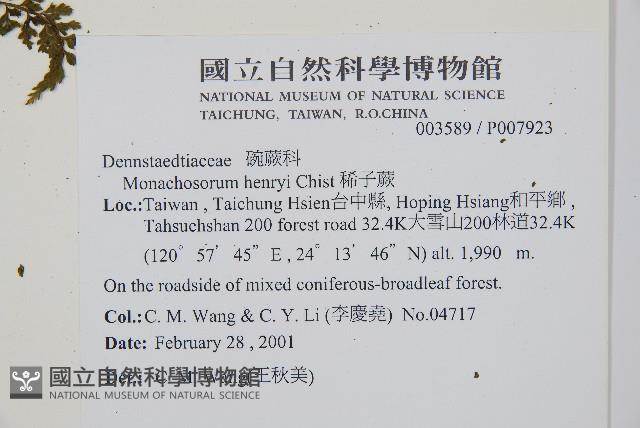 國立自然科學博物館
NATIONAL MUSEUM OF NATURAL SCIENCE
TAICHUNG, TAIWAN, R.O.CHINA
003589 / P007923
Dennstaedtiaceae 碗蕨科
Monachosorum henryi Chist 稀子蕨
Loc.:Taiwan , Taichung Hsien台中縣, Hoping Hsiang和平鄉 ,
Tahsuchshan 200 forest road 32.4K大雪山200林道32.4K
(120° 57' 45" E , 24° 13' 46" N) alt. 1,990 m.
On the roadside of mixed coniferous-broadleaf forest.
Col.: C. M. Wang & C. Y. Li (李慶堯) No.04717
Date: February 28 , 2001
Det.: C. M. Wang(王秋美)
國立自然科學博物館
NATIONAL MUSEUM OF NATURAL SCIENCE